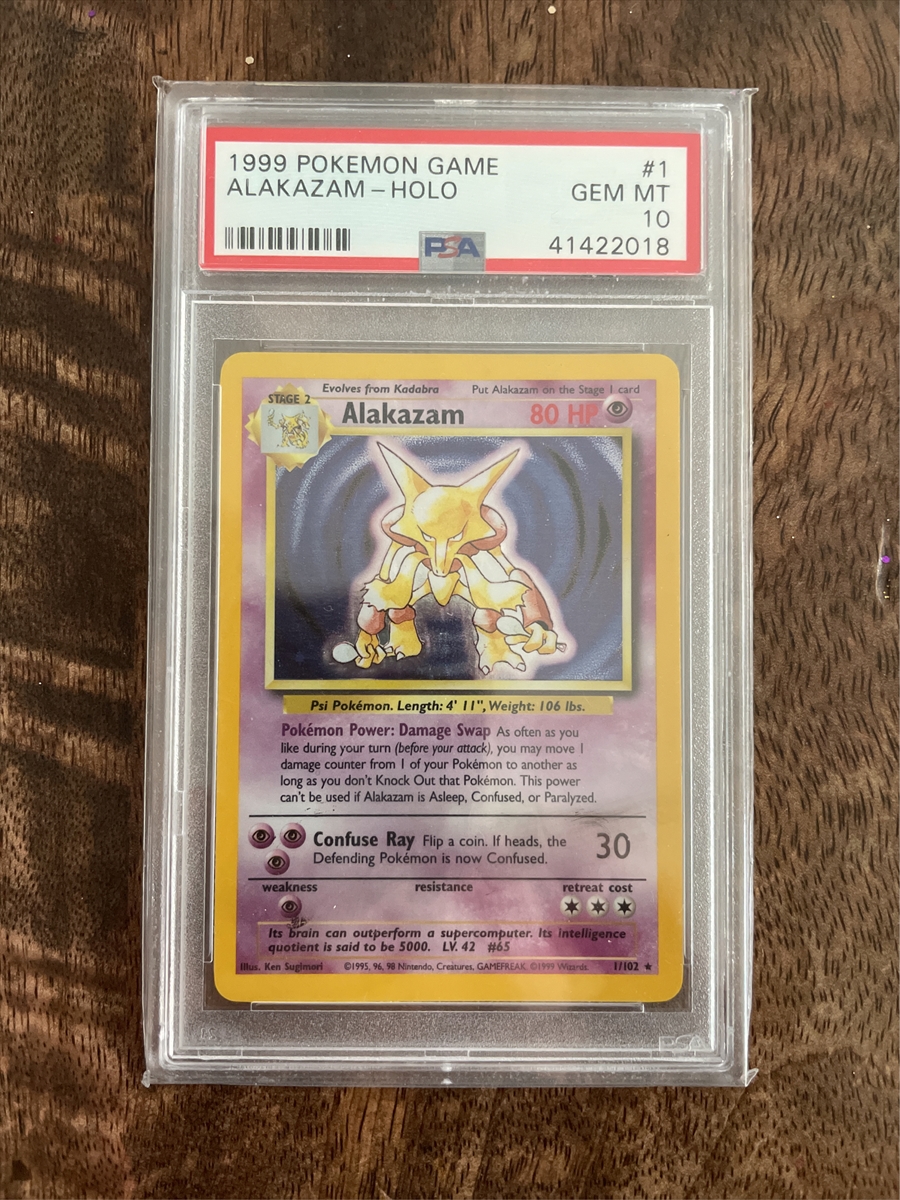 1999 POKEMON GAME #1
ALAKAZAM – HOLO GEM MT
10
PSA 41422018
Evolves from Kadabra Put Alakazam on the Stage 1 card
STAGE 2
Alakazam 80 HP
Psi Pokémon. Length: 4' 11", Weight: 106 lbs.
Pokémon Power: Damage Swap As often as you
like during your turn (before your attack), you may move 1
damage counter from 1 of your Pokémon to another as
long as you don't Knock Out that Pokémon. This power
can't be used if Alakazam is Asleep, Confused, or Paralyzed.
Confuse Ray Flip a coin. If heads, the
Defending Pokémon is now Confused.
30
weakness resistance retreat cost
Its brain can outperform a supercomputer. Its intelligence
quotient is said to be 5000. LV. 42 #65
Illus. Ken Sugimori ©1995, 96, 98 Nintendo, Creatures, GAMEFREAK. ©1999 Wizards. 1/102 ★
PSA